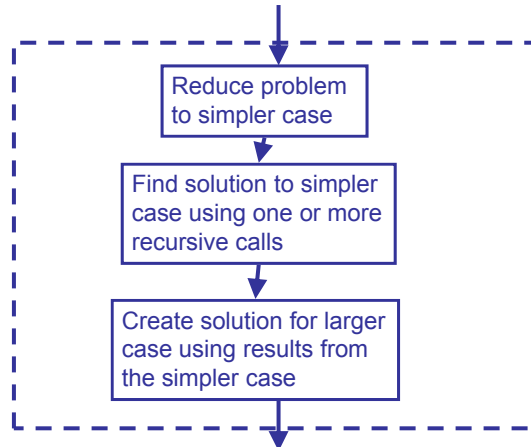 Reduce problem
to simpler case
Find solution to simpler
case using one or more
recursive calls
Create solution for larger
case using results from
the simpler case